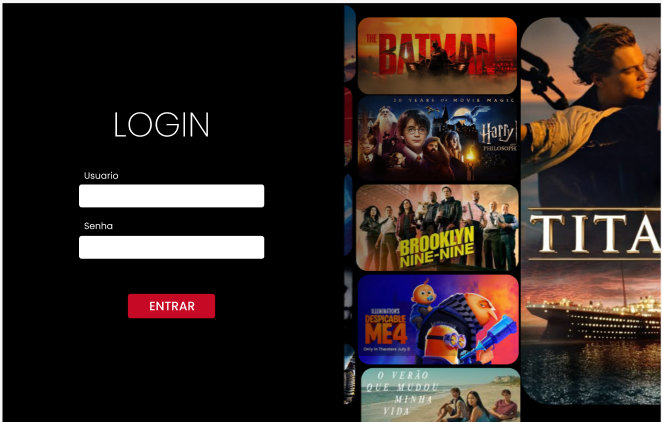 LOGIN
Usuario
Senha
ENTRAR
THE
BATMAN
20 YEARS OF MOVIE MAGIC
Harry
PHILOSOPHE
BROOKLYN
NINE-NINE
ILLUMINATION'S
DESPICABLE
ME4
Only In Theaters July 3
O VERÃO
QUE MUDOU
MINHA
VIDA
TITA